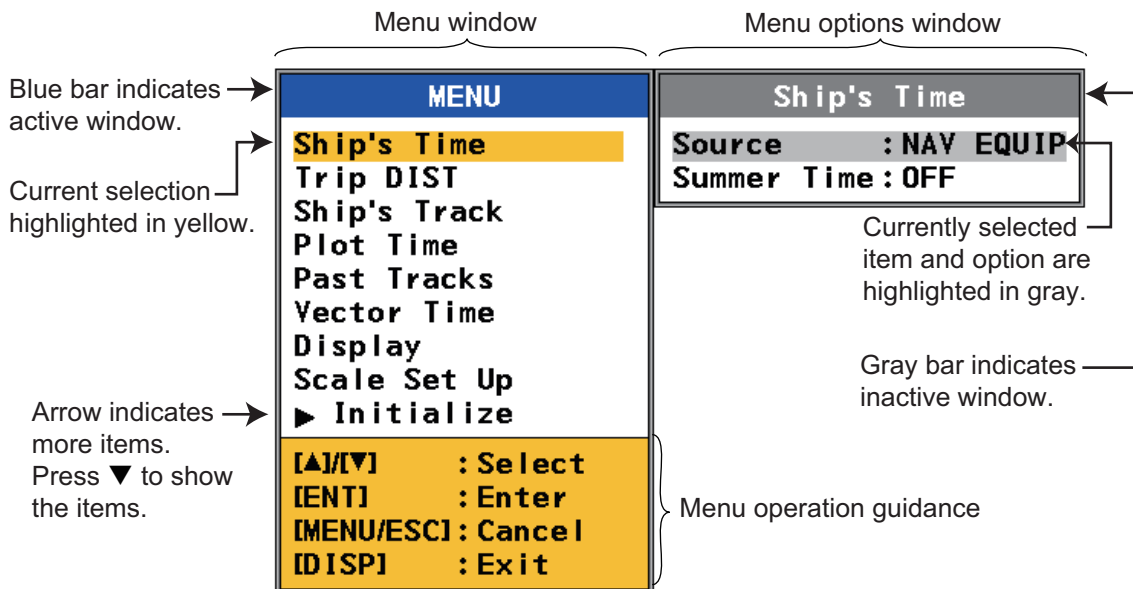 Menu window
Menu options window
Blue bar indicates
active window.
Current selection
highlighted in yellow.
Arrow indicates
more items.
Press ▼ to show
the items.
MENU
Ship's Time
Trip DIST
Ship's Track
Plot Time
Past Tracks
Vector Time
Display
Scale Set Up
▶ Initialize
[▲]/[▼] :Select
[ENT] :Enter
[MENU/ESC]:Cancel
[DISP] :Exit
Ship's Time
Source :NAV EQUIP
Summer Time:OFF
Currently selected
item and option are
highlighted in gray.
Gray bar indicates
inactive window.
Menu operation guidance